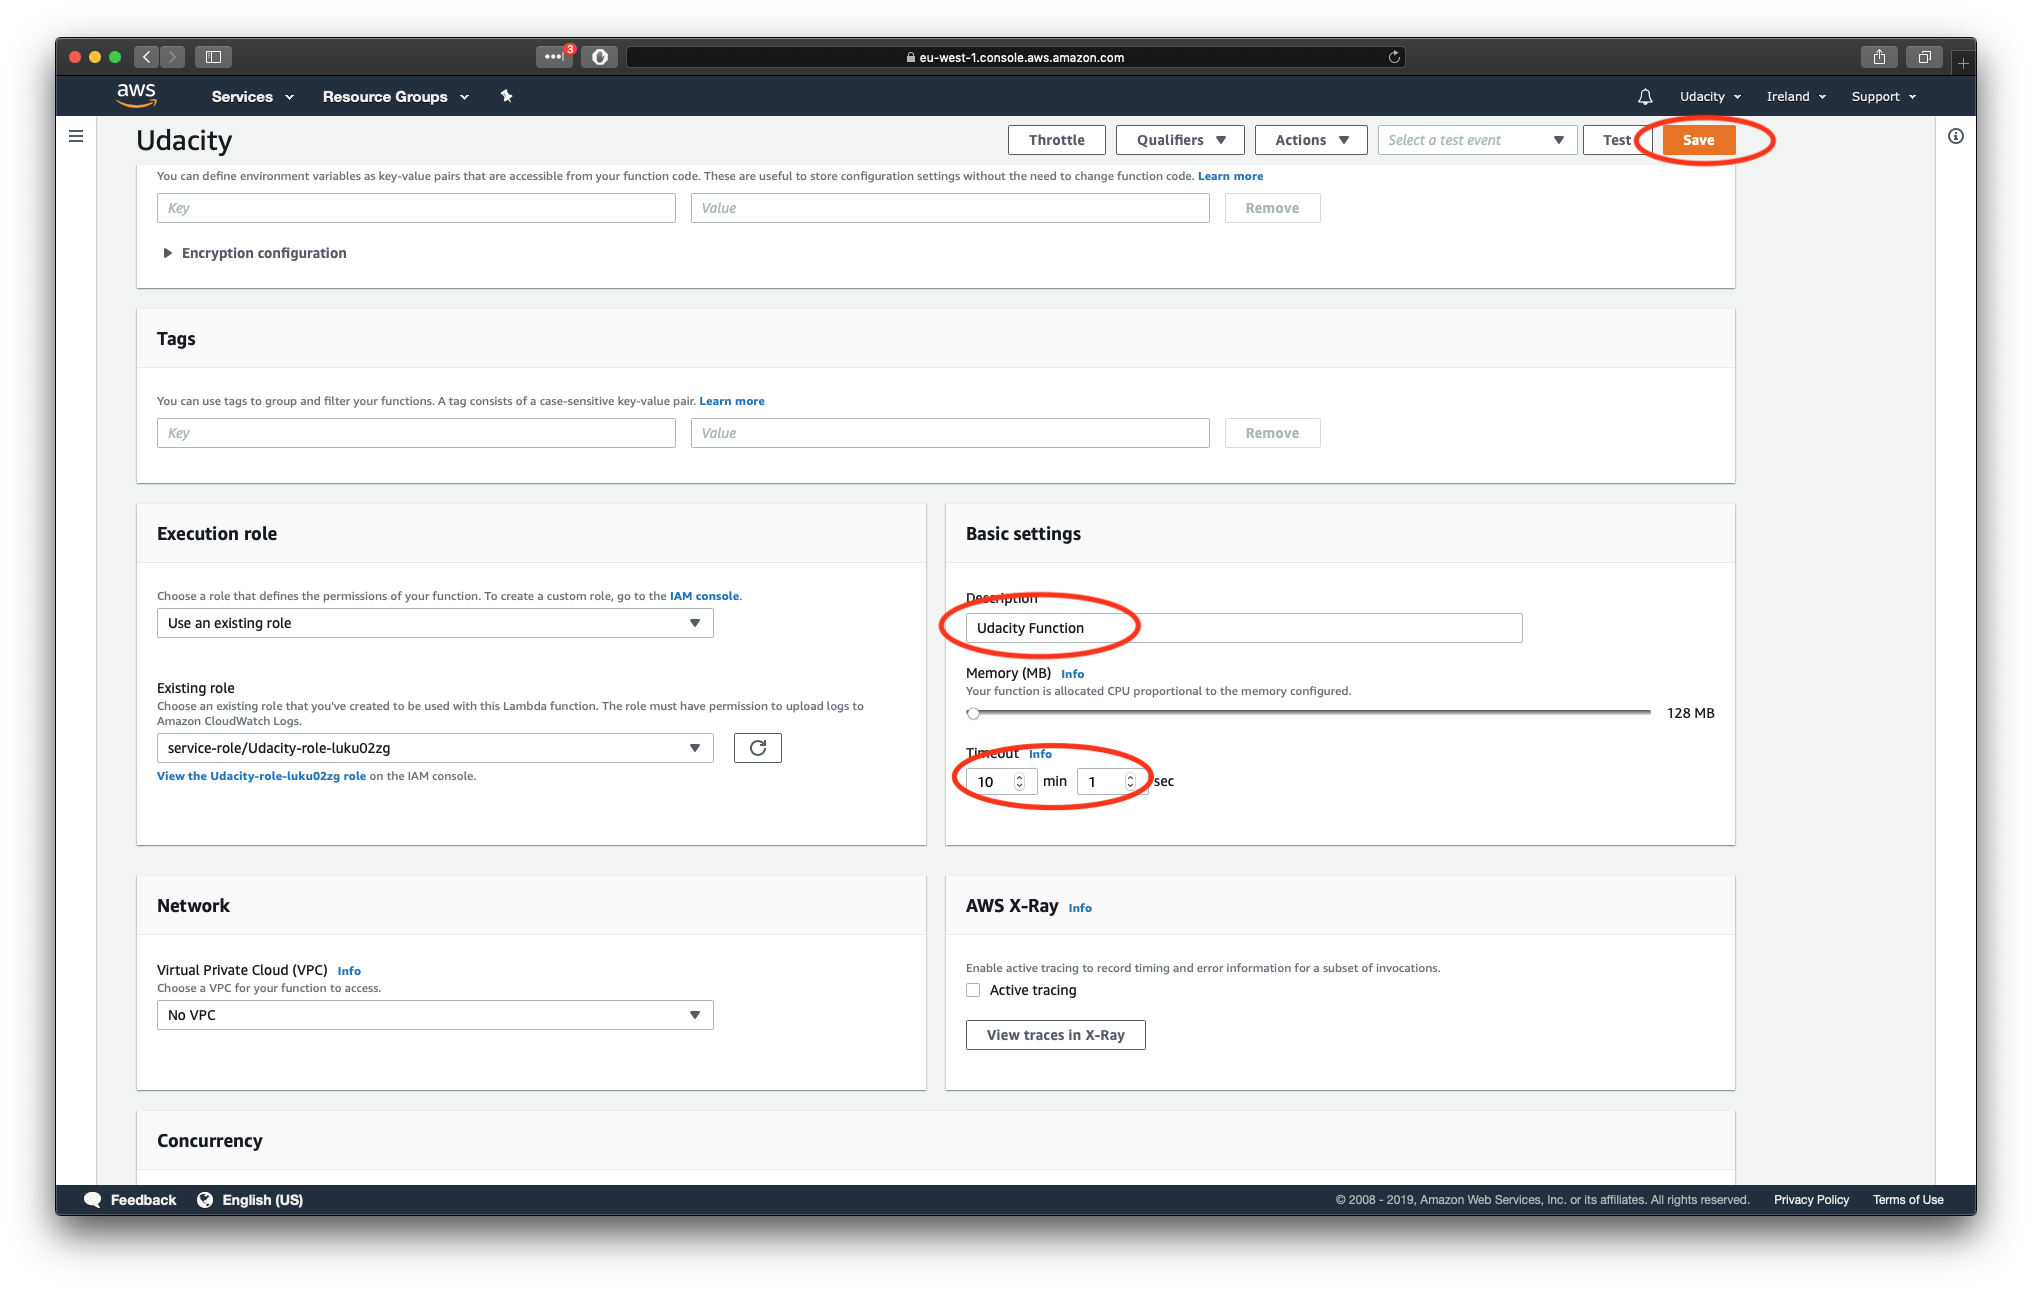 3
eu-west-1.console.aws.amazon.com
aws
Services
Resource Groups
Udacity
Ireland
Support
Udacity
Throttle
Qualifiers
Actions
Select a test event
Test
Save
You can define environment variables as key-value pairs that are accessible from your function code. These are useful to store configuration settings without the need to change function code. Learn more
Key
Value
Remove
Encryption configuration
Tags
You can use tags to group and filter your functions. A tag consists of a case-sensitive key-value pair. Learn more
Key
Value
Remove
Execution role
Choose a role that defines the permissions of your function. To create a custom role, go to the IAM console.
Use an existing role
Existing role
Choose an existing role that you've created to be used with this Lambda function. The role must have permission to upload logs to
Amazon CloudWatch Logs.
service-role/Udacity-role-luku02zg
View the Udacity-role-luku02zg role on the IAM console.
Basic settings
Description
Udacity Function
Memory (MB) Info
Your function is allocated CPU proportional to the memory configured.
128 MB
Timeout Info
10 min 1 sec
Network
Virtual Private Cloud (VPC) Info
Choose a VPC for your function to access.
No VPC
AWS X-Ray Info
Enable active tracing to record timing and error information for a subset of invocations.
Active tracing
View traces in X-Ray
Concurrency
Feedback
English (US)
© 2008 - 2019, Amazon Web Services, Inc. or its affiliates. All rights reserved.
Privacy Policy
Terms of Use